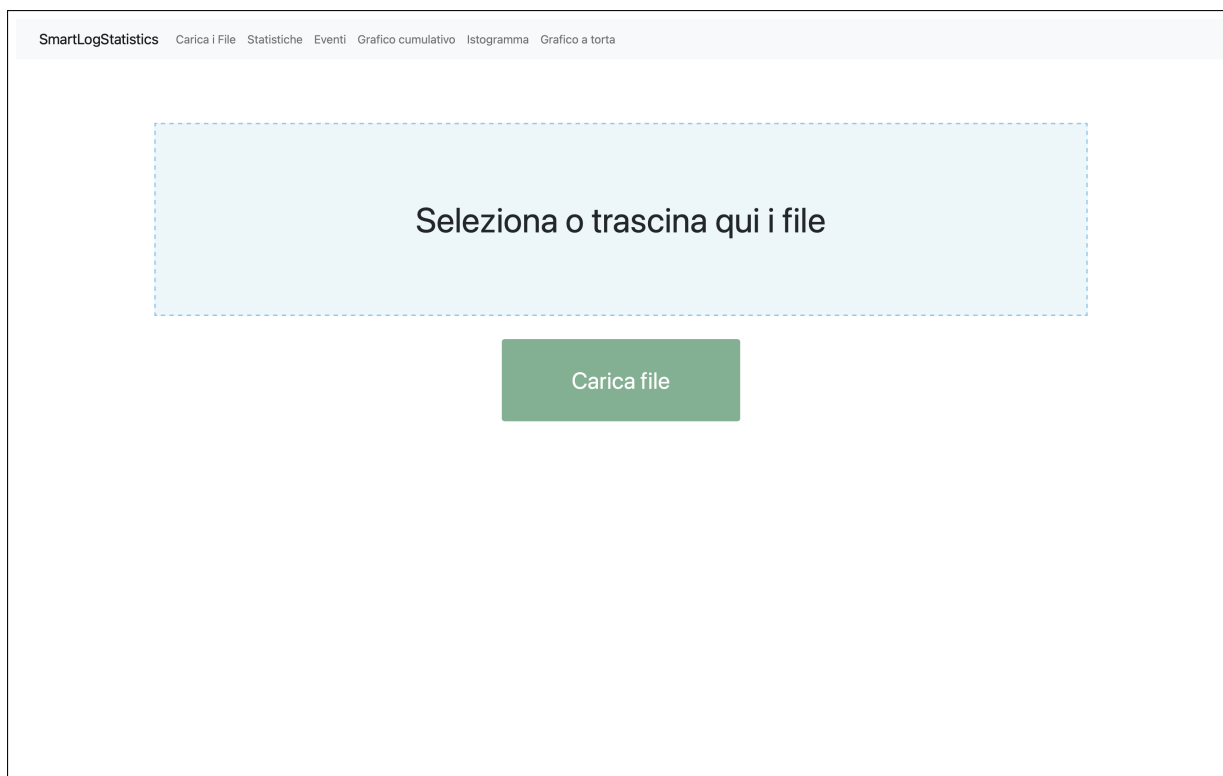 SmartLogStatistics Carica i File Statistiche Eventi Grafico cumulativo Istogramma Grafico a torta
Seleziona o trascina qui i file
Carica file